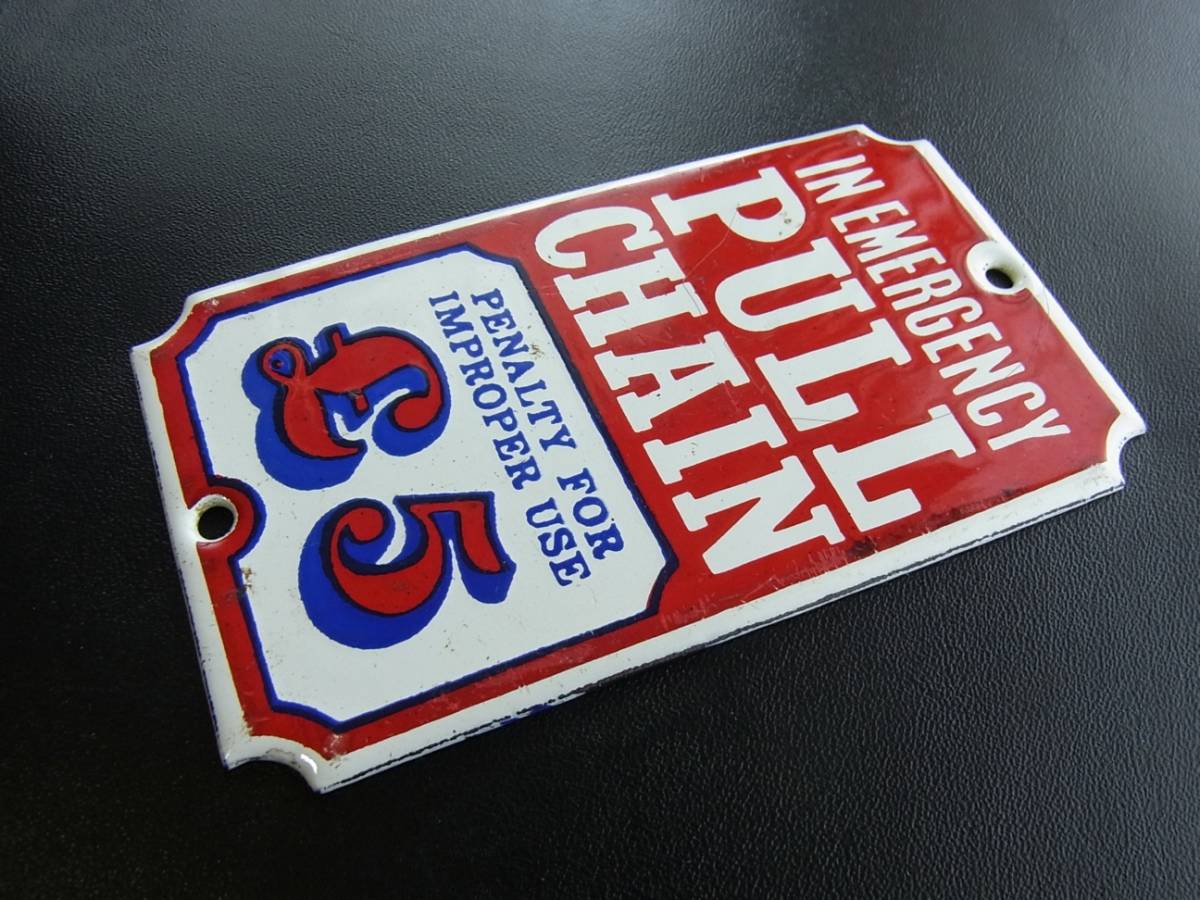 IN EMERGENCY
PULL
CHAIN
PENALTY FOR
IMPROPER USE
£5